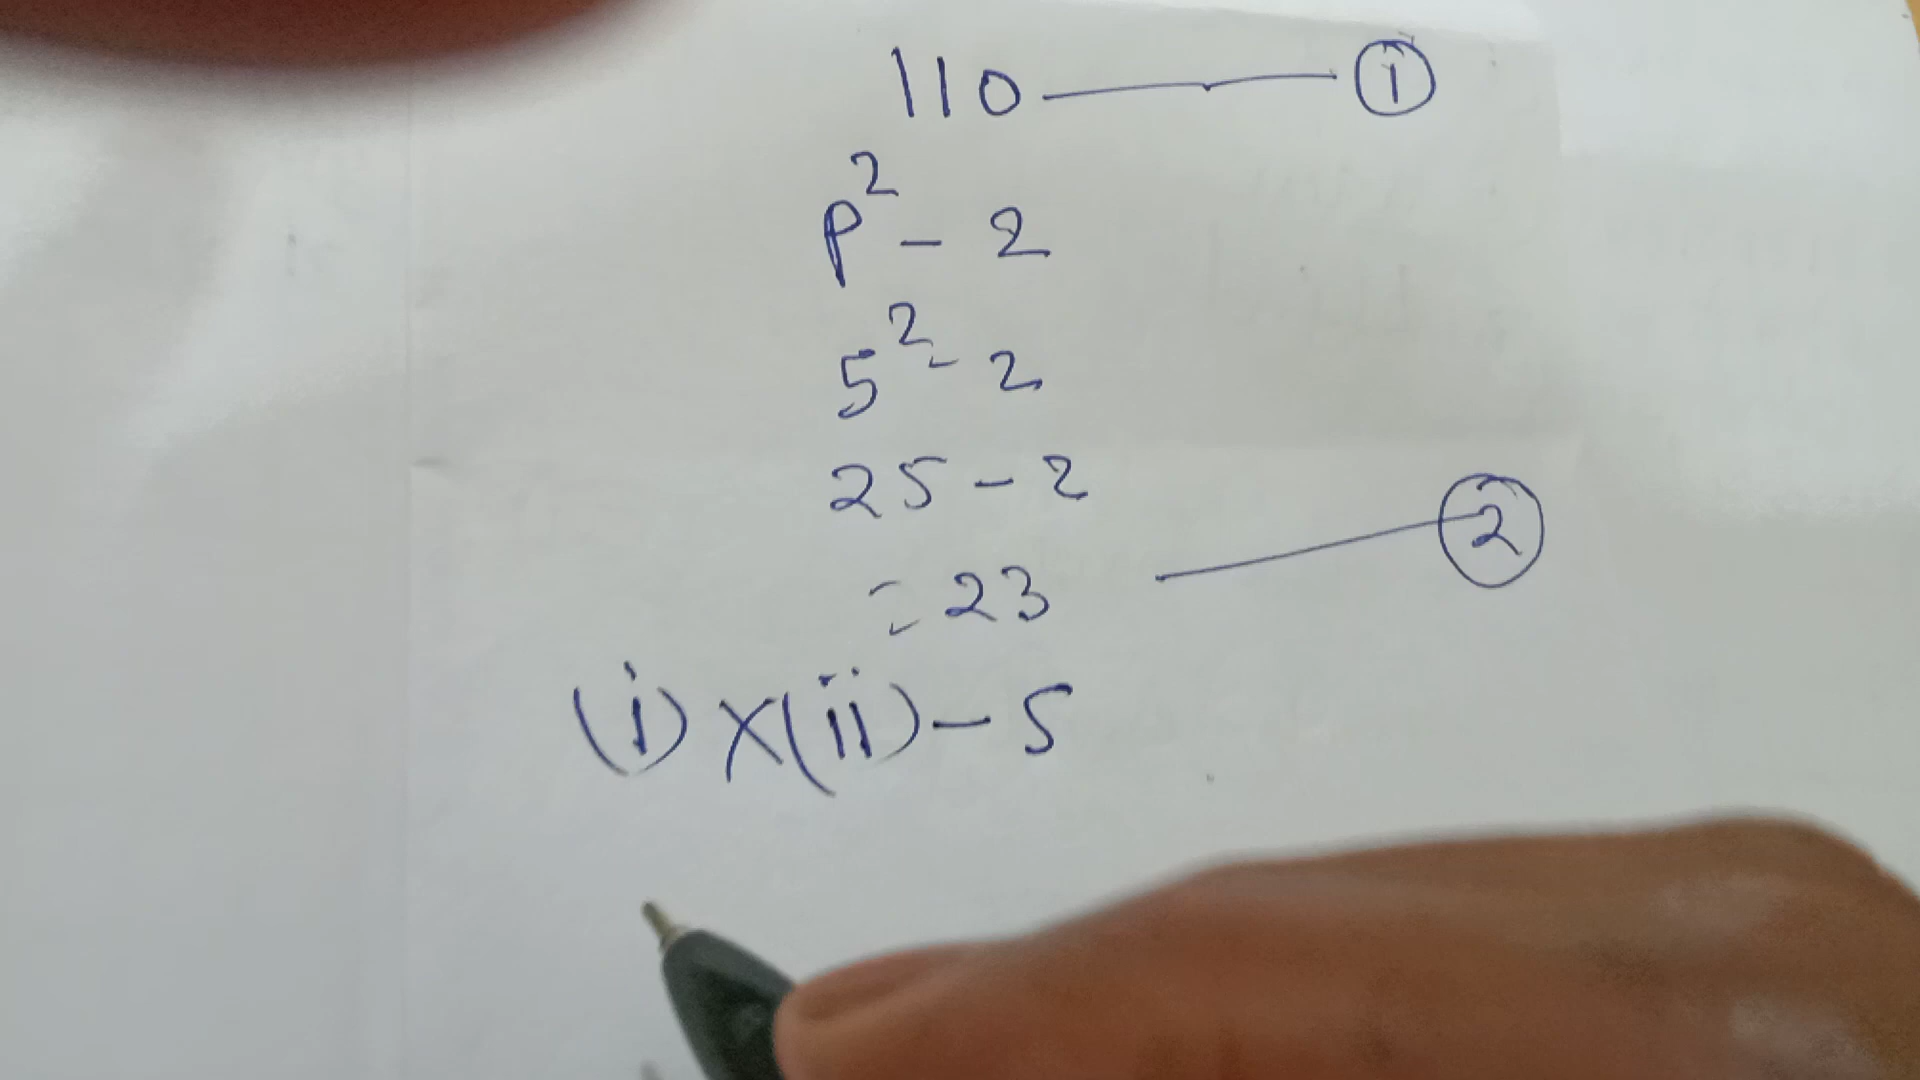 110 ——— ①
p² - 2
5² - 2
25 - 2
= 23 ——— ②
(i) X (ii) - 5